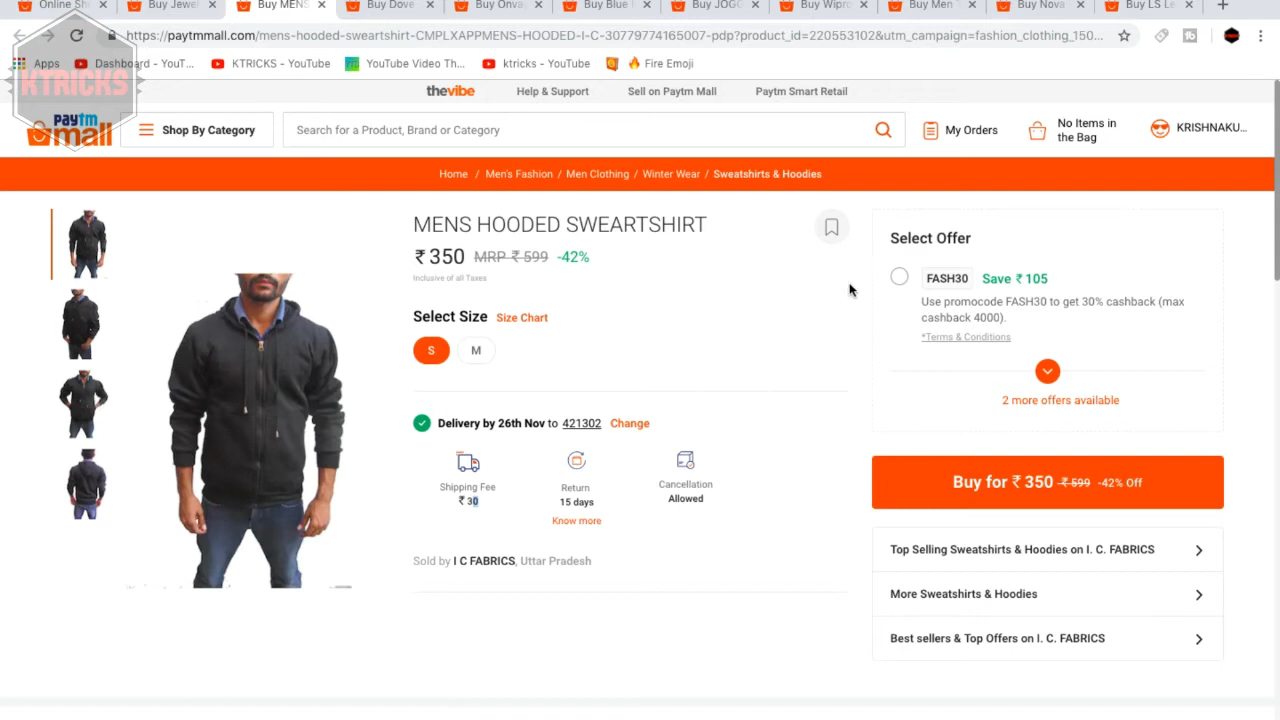 Online Sh
Buy Jewel
Buy MENS
Buy Dove
Buy Onva
Buy Blue
Buy JOGG
Buy Wipro
Buy Men
Buy Nova
Buy LS Le
https://paytmmall.com/mens-hooded-sweartshirt-CMPLXAPPMENS-HOODED-I-C-30779774165007-pdp?product_id=220553102&utm_campaign=fashion_clothing_150...
Apps
Dashboard - YouT...
KTRICKS - YouTube
YouTube Video Th...
ktricks - YouTube
Fire Emoji
KTRICKS
thevibe
Help & Support
Sell on Paytm Mall
Paytm Smart Retail
paytm
mall
Shop By Category
Search for a Product, Brand or Category
My Orders
No Items in
the Bag
KRISHNAKU...
Home / Men's Fashion / Men Clothing / Winter Wear / Sweatshirts & Hoodies
MENS HOODED SWEARTSHIRT
₹ 350 MRP ₹ 599 -42%
Inclusive of all Taxes
Select Size Size Chart
S M
Delivery by 26th Nov to 421302 Change
Shipping Fee
₹ 30
Return
15 days
Know more
Cancellation
Allowed
Sold by I C FABRICS, Uttar Pradesh
Select Offer
FASH30 Save ₹ 105
Use promocode FASH30 to get 30% cashback (max
cashback 4000).
*Terms & Conditions
2 more offers available
Buy for ₹ 350 ₹ 599 -42% Off
Top Selling Sweatshirts & Hoodies on I. C. FABRICS
More Sweatshirts & Hoodies
Best sellers & Top Offers on I. C. FABRICS